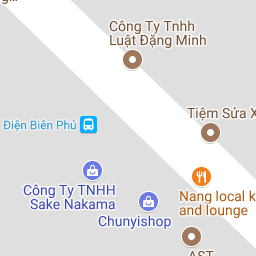 Công Ty Tnhh
Luật Đặng Minh
Tiệm Sửa X
Điện Biên Phủ
Công Ty TNHH
Sake Nakama
Nang local k
and lounge
Chunyishop
AST